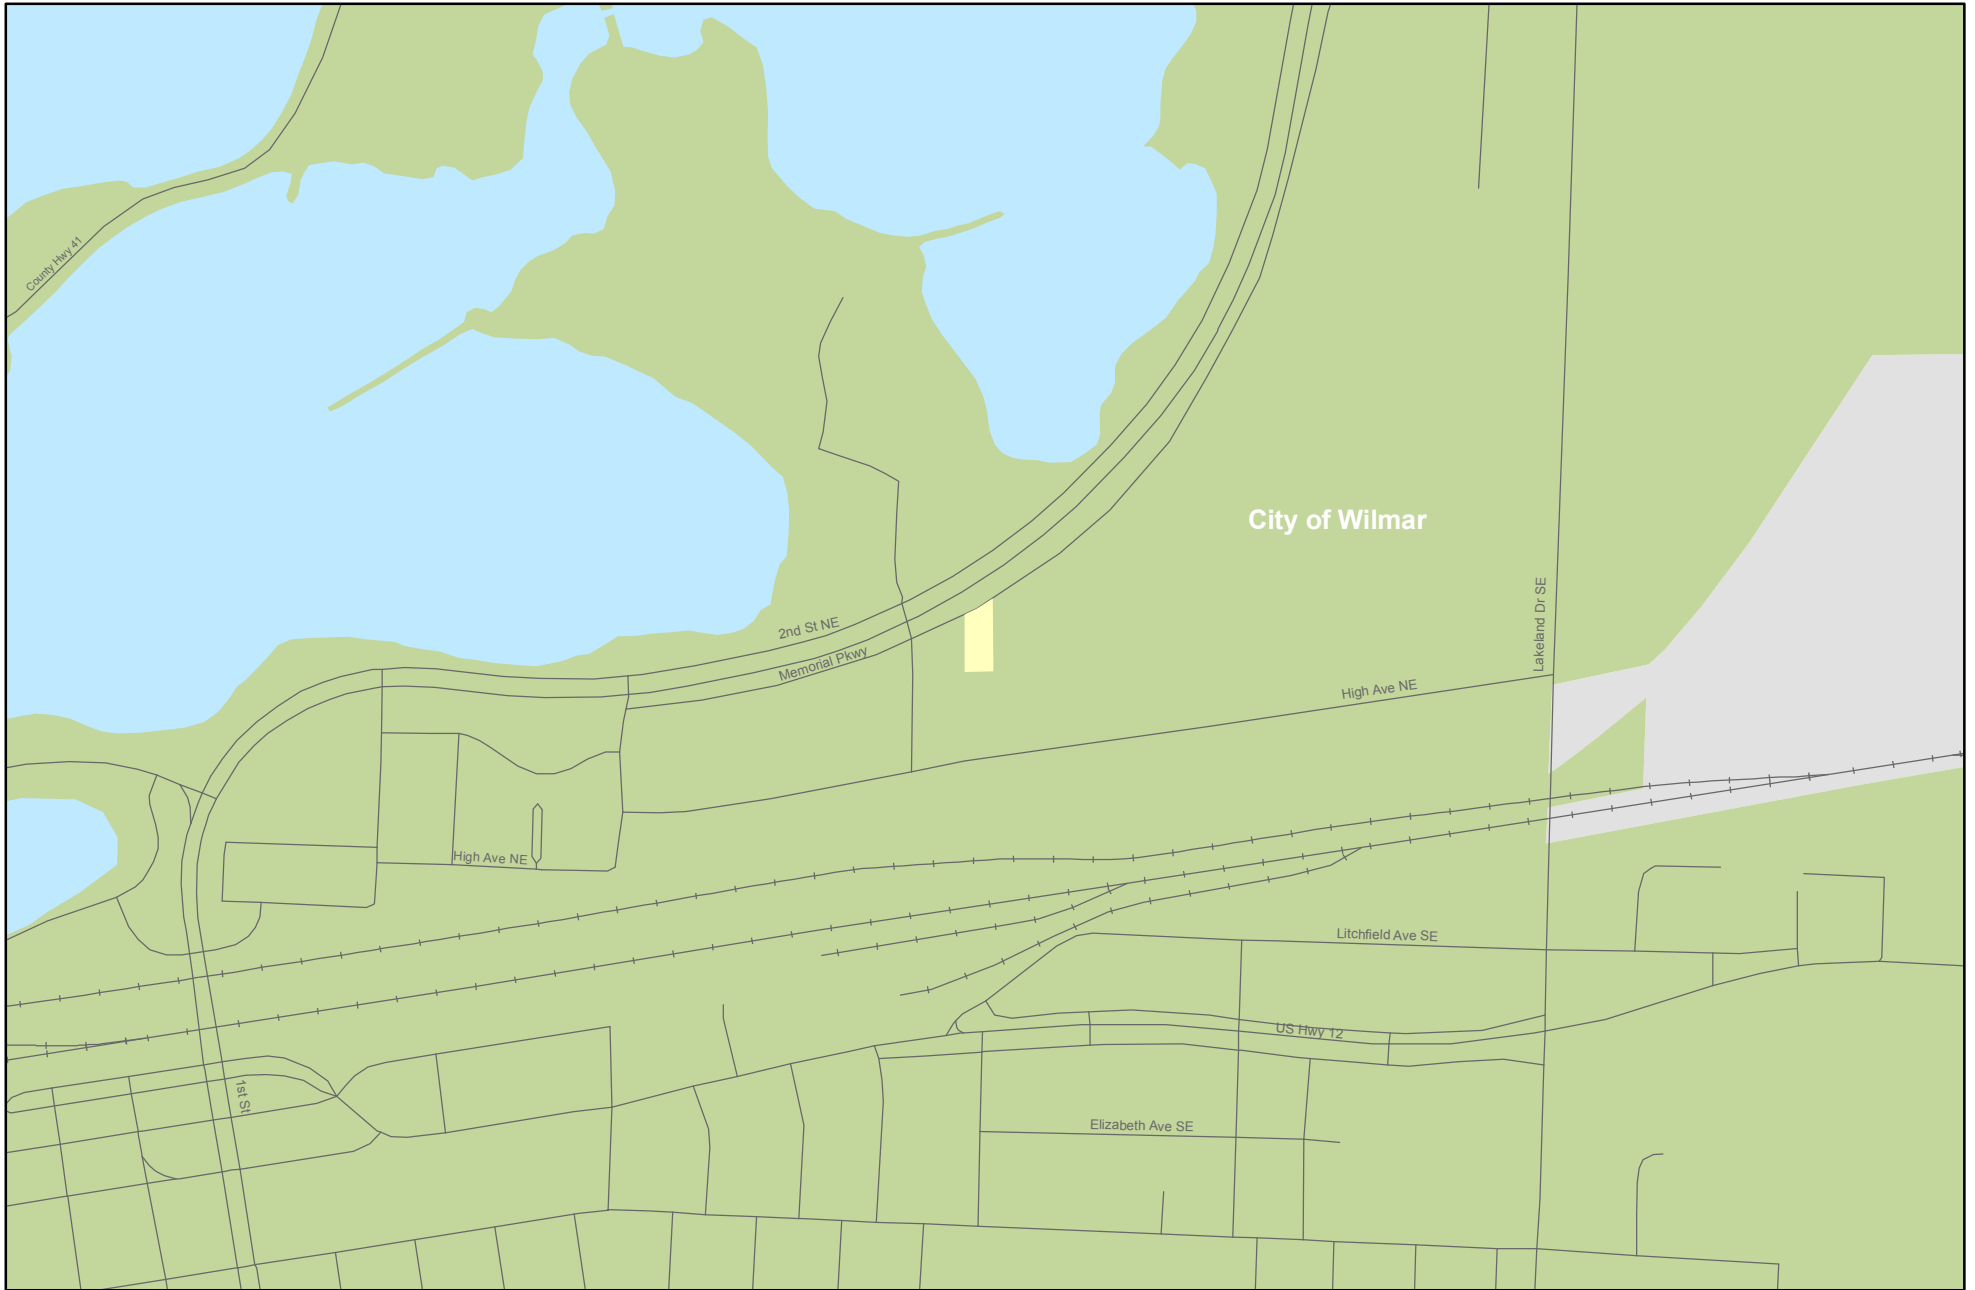 County Hwy 41
City of Wilmar
Lakeland Dr SE
2nd St NE
Memorial Pkwy
High Ave NE
High Ave NE
Litchfield Ave SE
US Hwy 12
1st St
Elizabeth Ave SE